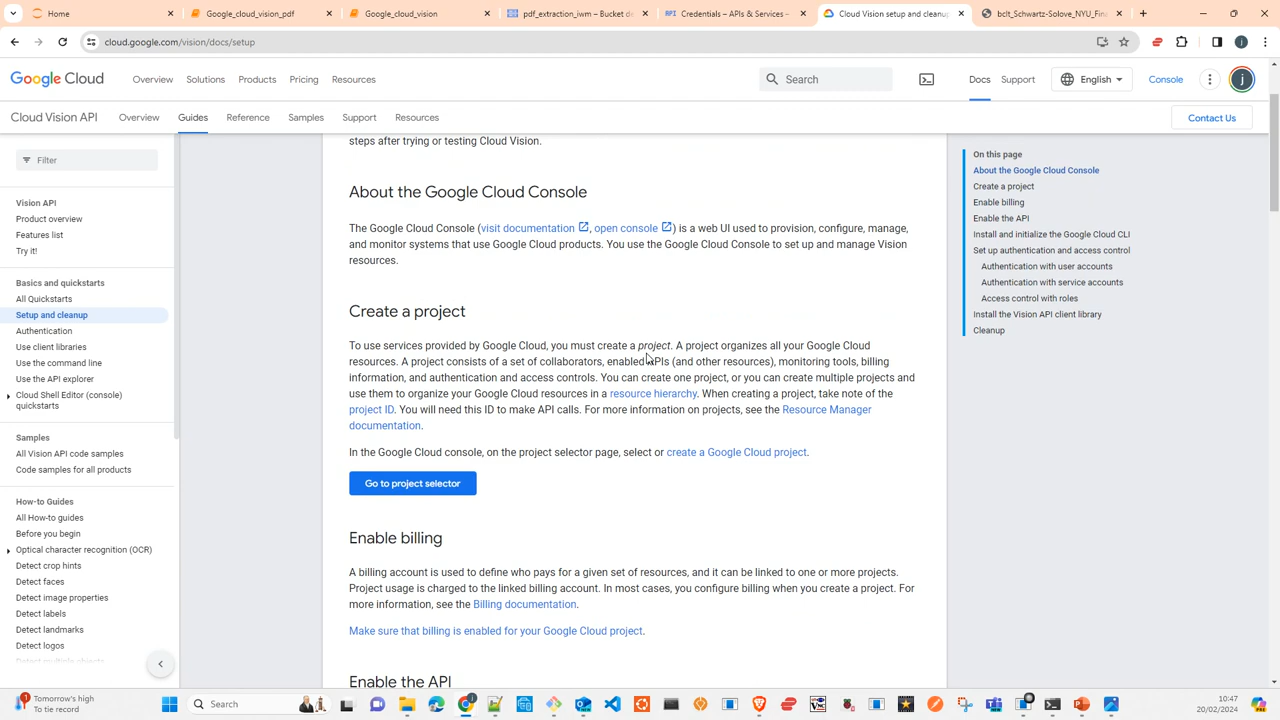 Home
Google_cloud_vision_pdf
Google_cloud_vision
pdf_extraction_iwm – Bucket de
Credentials – APIs & Services –
Cloud Vision setup and cleanup
bclt_Schwartz-Solove_NYU_Fina
cloud.google.com/vision/docs/setup
Google Cloud
Overview
Solutions
Products
Pricing
Resources
Search
Docs
Support
English
Console
j
Cloud Vision API
Overview
Guides
Reference
Samples
Support
Resources
Contact Us
Filter
Vision API
Product overview
Features list
Try it!
Basics and quickstarts
All Quickstarts
Setup and cleanup
Authentication
Use client libraries
Use the command line
Use the API explorer
Cloud Shell Editor (console)
quickstarts
Samples
All Vision API code samples
Code samples for all products
How-to Guides
All How-to guides
Before you begin
Optical character recognition (OCR)
Detect crop hints
Detect faces
Detect image properties
Detect labels
Detect landmarks
Detect logos
Detect multiple objects
steps after trying or testing Cloud Vision.
About the Google Cloud Console
The Google Cloud Console (visit documentation , open console ) is a web UI used to provision, configure, manage,
and monitor systems that use Google Cloud products. You use the Google Cloud Console to set up and manage Vision
resources.
Create a project
To use services provided by Google Cloud, you must create a project. A project organizes all your Google Cloud
resources. A project consists of a set of collaborators, enabled APIs (and other resources), monitoring tools, billing
information, and authentication and access controls. You can create one project, or you can create multiple projects and
use them to organize your Google Cloud resources in a resource hierarchy. When creating a project, take note of the
project ID. You will need this ID to make API calls. For more information on projects, see the Resource Manager
documentation.
In the Google Cloud console, on the project selector page, select or create a Google Cloud project.
Go to project selector
Enable billing
A billing account is used to define who pays for a given set of resources, and it can be linked to one or more projects.
Project usage is charged to the linked billing account. In most cases, you configure billing when you create a project. For
more information, see the Billing documentation.
Make sure that billing is enabled for your Google Cloud project.
Enable the API
On this page
About the Google Cloud Console
Create a project
Enable billing
Enable the API
Install and initialize the Google Cloud CLI
Set up authentication and access control
Authentication with user accounts
Authentication with service accounts
Access control with roles
Install the Vision API client library
Cleanup
1
Tomorrow's high
To tie record
Search
10:47
20/02/2024